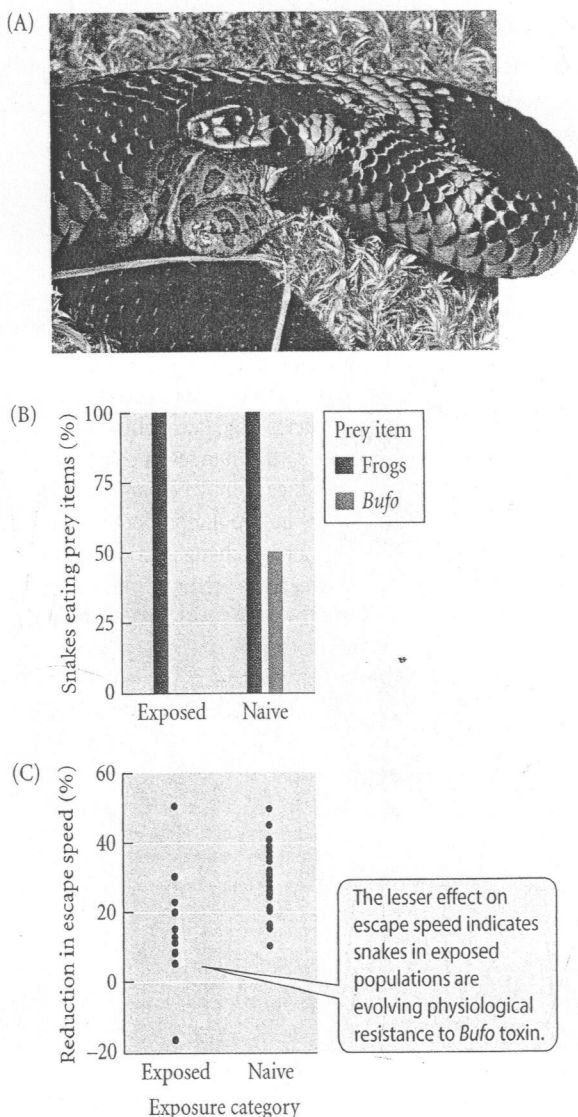 (A)
(B)
Snakes eating prey items (%)
100
75
50
25
0
Exposed Naive
Prey item
Frogs
Bufo
(C)
Reduction in escape speed (%)
60
40
20
0
–20
Exposed Naive
Exposure category
The lesser effect on
escape speed indicates
snakes in exposed
populations are
evolving physiological
resistance to Bufo toxin.